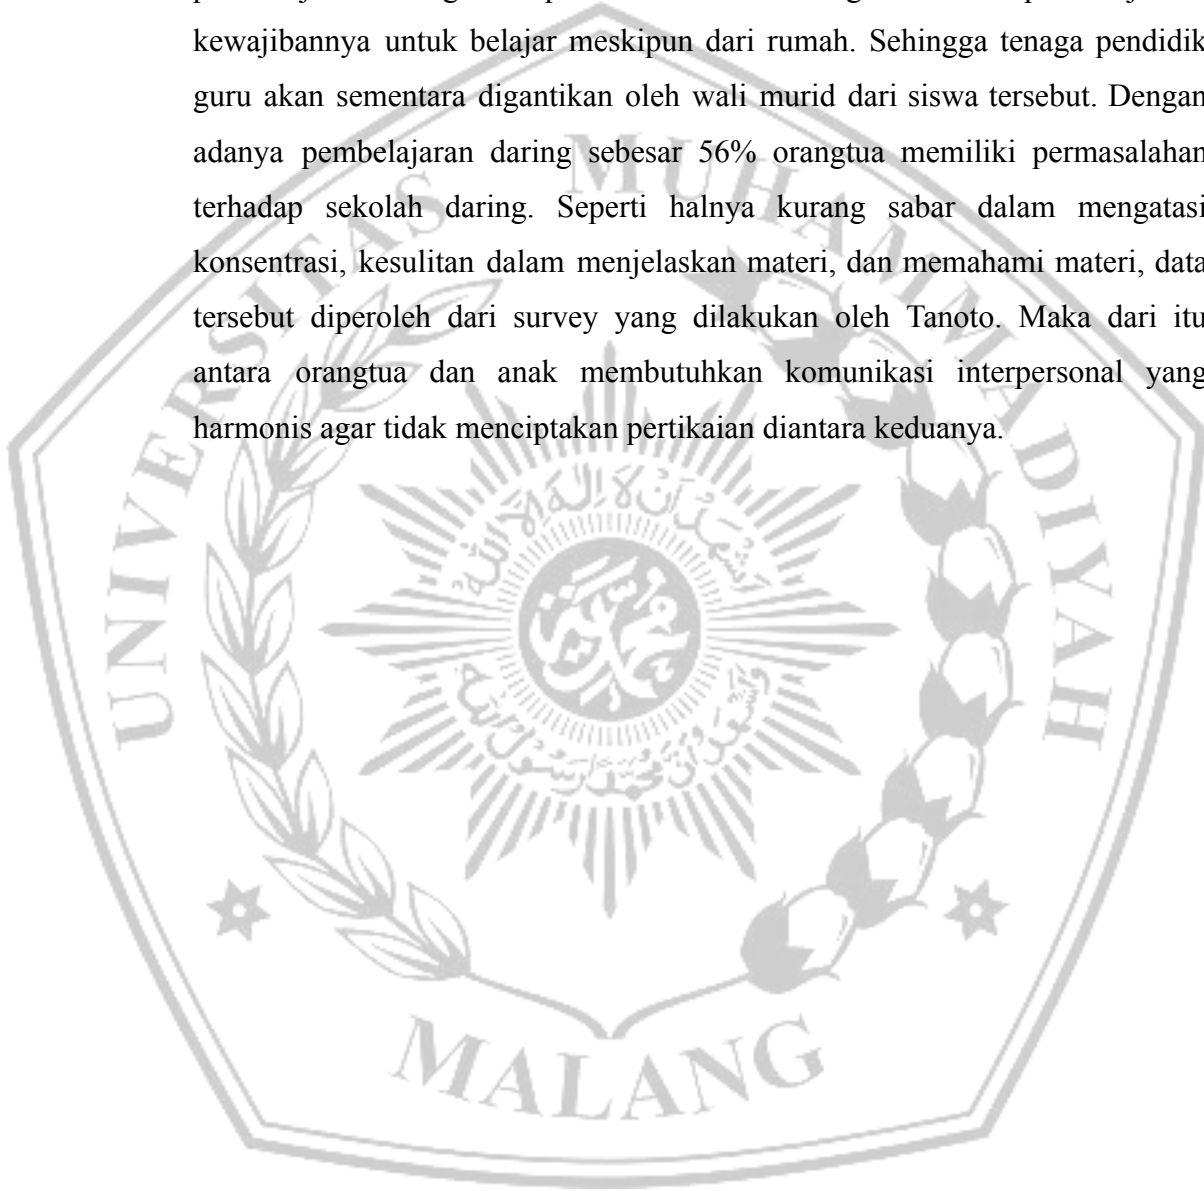 kewajibannya untuk belajar meskipun dari rumah. Sehingga tenaga pendidik
guru akan sementara digantikan oleh wali murid dari siswa tersebut. Dengan
adanya pembelajaran daring sebesar 56% orangtua memiliki permasalahan
terhadap sekolah daring. Seperti halnya kurang sabar dalam mengatasi
konsentrasi, kesulitan dalam menjelaskan materi, dan memahami materi, data
tersebut diperoleh dari survey yang dilakukan oleh Tanoto. Maka dari itu
antara orangtua dan anak membutuhkan komunikasi interpersonal yang
harmonis agar tidak menciptakan pertikaian diantara keduanya.
UNIVERSITAS MUHAMMADIYAH
MALANG